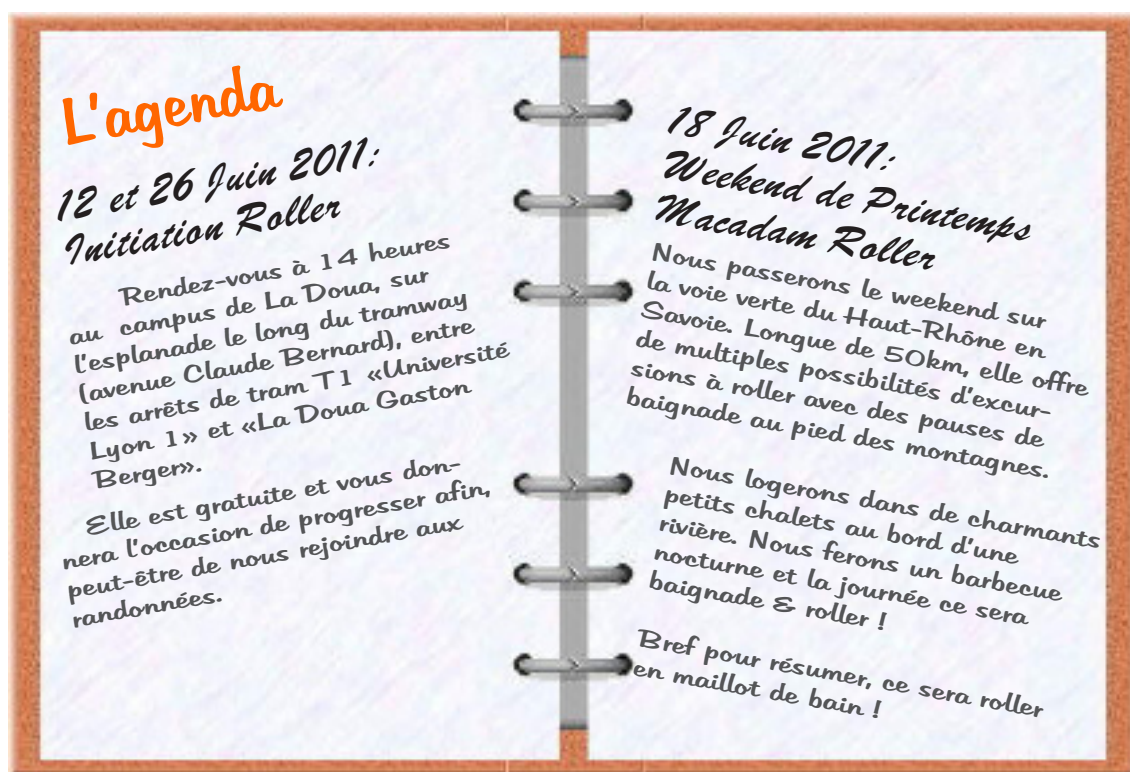 L'agenda
12 et 26 Juin 2011:
Initiation Roller
Rendez-vous à 14 heures
au campus de La Doua, sur
l'esplanade le long du tramway
(avenue Claude Bernard), entre
les arrêts de tram T1 «Université
Lyon 1» et «La Doua Gaston
Berger».
Elle est gratuite et vous don-
nera l'occasion de progresser afin,
peut-être de nous rejoindre aux
randonnées.
18 Juin 2011:
Weekend de Printemps
Macadam Roller
Nous passerons le weekend sur
la voie verte du Haut-Rhône en
Savoie. Longue de 50km, elle offre
de multiples possibilités d'excur-
sions à roller avec des pauses de
baignade au pied des montagnes.
Nous logerons dans de charmants
petits chalets au bord d'une
rivière. Nous ferons un barbecue
nocturne et la journée ce sera
baignade & roller !
Bref pour résumer, ce sera roller
en maillot de bain !